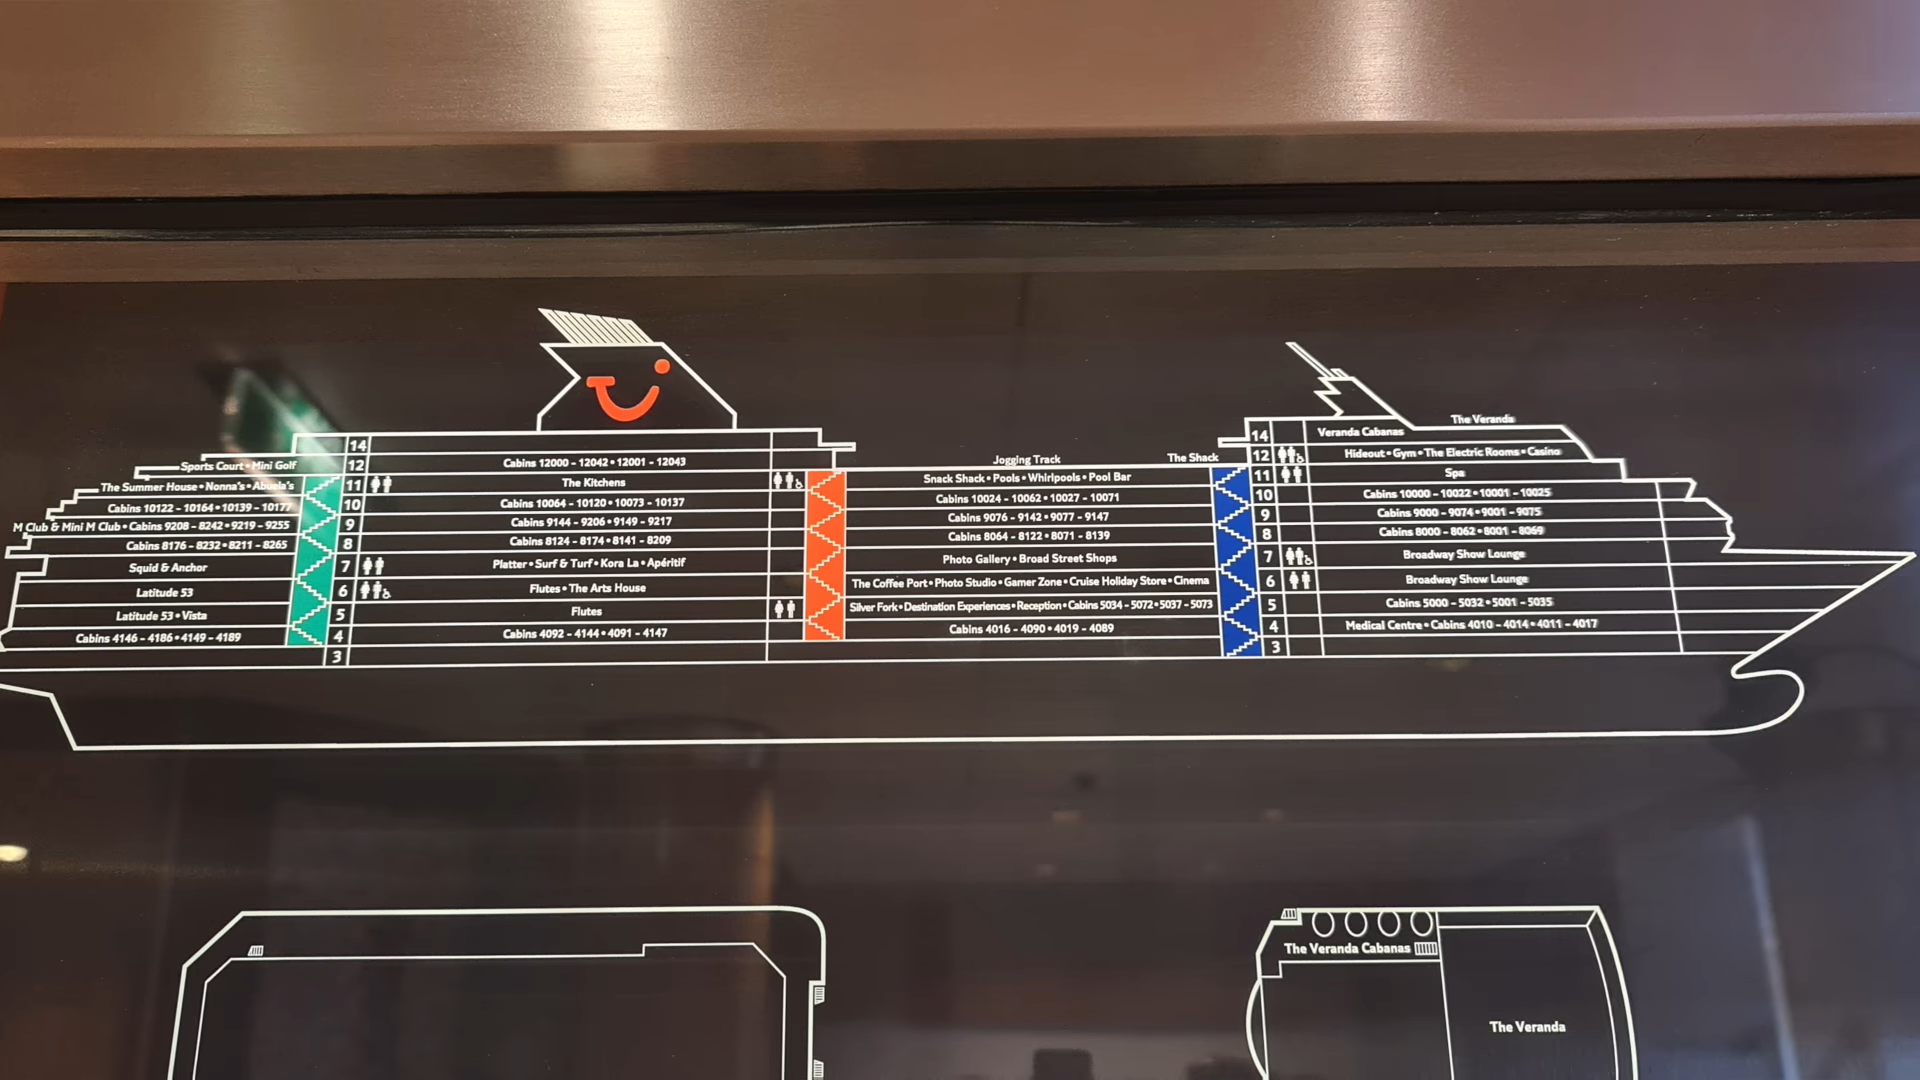 The Veranda
14
14
Veranda Cabanas
Sports Court • Mini Golf
12
Cabins 12000 - 12042 • 12001 - 12043
Jogging Track
The Shack
12
Hideout • Gym • The Electric Rooms • Casino
The Summer House • Nonna's • Abuela's
11
The Kitchens
Snack Shack • Pools • Whirlpools • Pool Bar
11
Spa
Cabins 10122 - 10164 • 10139 - 10177
10
Cabins 10064 - 10120 • 10073 - 10137
Cabins 10024 - 10062 • 10027 - 10071
10
Cabins 10000 - 10022 • 10001 - 10025
M Club & Mini M Club • Cabins 9208 - 8242 • 9219 - 9255
9
Cabins 9144 - 9206 • 9149 - 9217
Cabins 9076 - 9142 • 9077 - 9147
9
Cabins 9000 - 9074 • 9001 - 9075
Cabins 8176 - 8232 • 8211 - 8265
8
Cabins 8124 - 8174 • 8141 - 8209
Cabins 8064 - 8122 • 8071 - 8139
8
Cabins 8000 - 8062 • 8001 - 8069
Squid & Anchor
7
Platter • Surf & Turf • Kora La • Apéritif
Photo Gallery • Broad Street Shops
7
Broadway Show Lounge
Latitude 53
6
Flutes • The Arts House
The Coffee Port • Photo Studio • Gamer Zone • Cruise Holiday Store • Cinema
6
Broadway Show Lounge
Latitude 53 • Vista
5
Flutes
Silver Fork • Destination Experiences • Reception • Cabins 5034 - 5072 • 5037 - 5073
5
Cabins 5000 - 5032 • 5001 - 5035
Cabins 4146 - 4186 • 4149 - 4189
4
Cabins 4092 - 4144 • 4091 - 4147
Cabins 4016 - 4090 • 4019 - 4089
4
Medical Centre • Cabins 4010 - 4014 • 4011 - 4017
3
3
The Veranda Cabanas
The Veranda